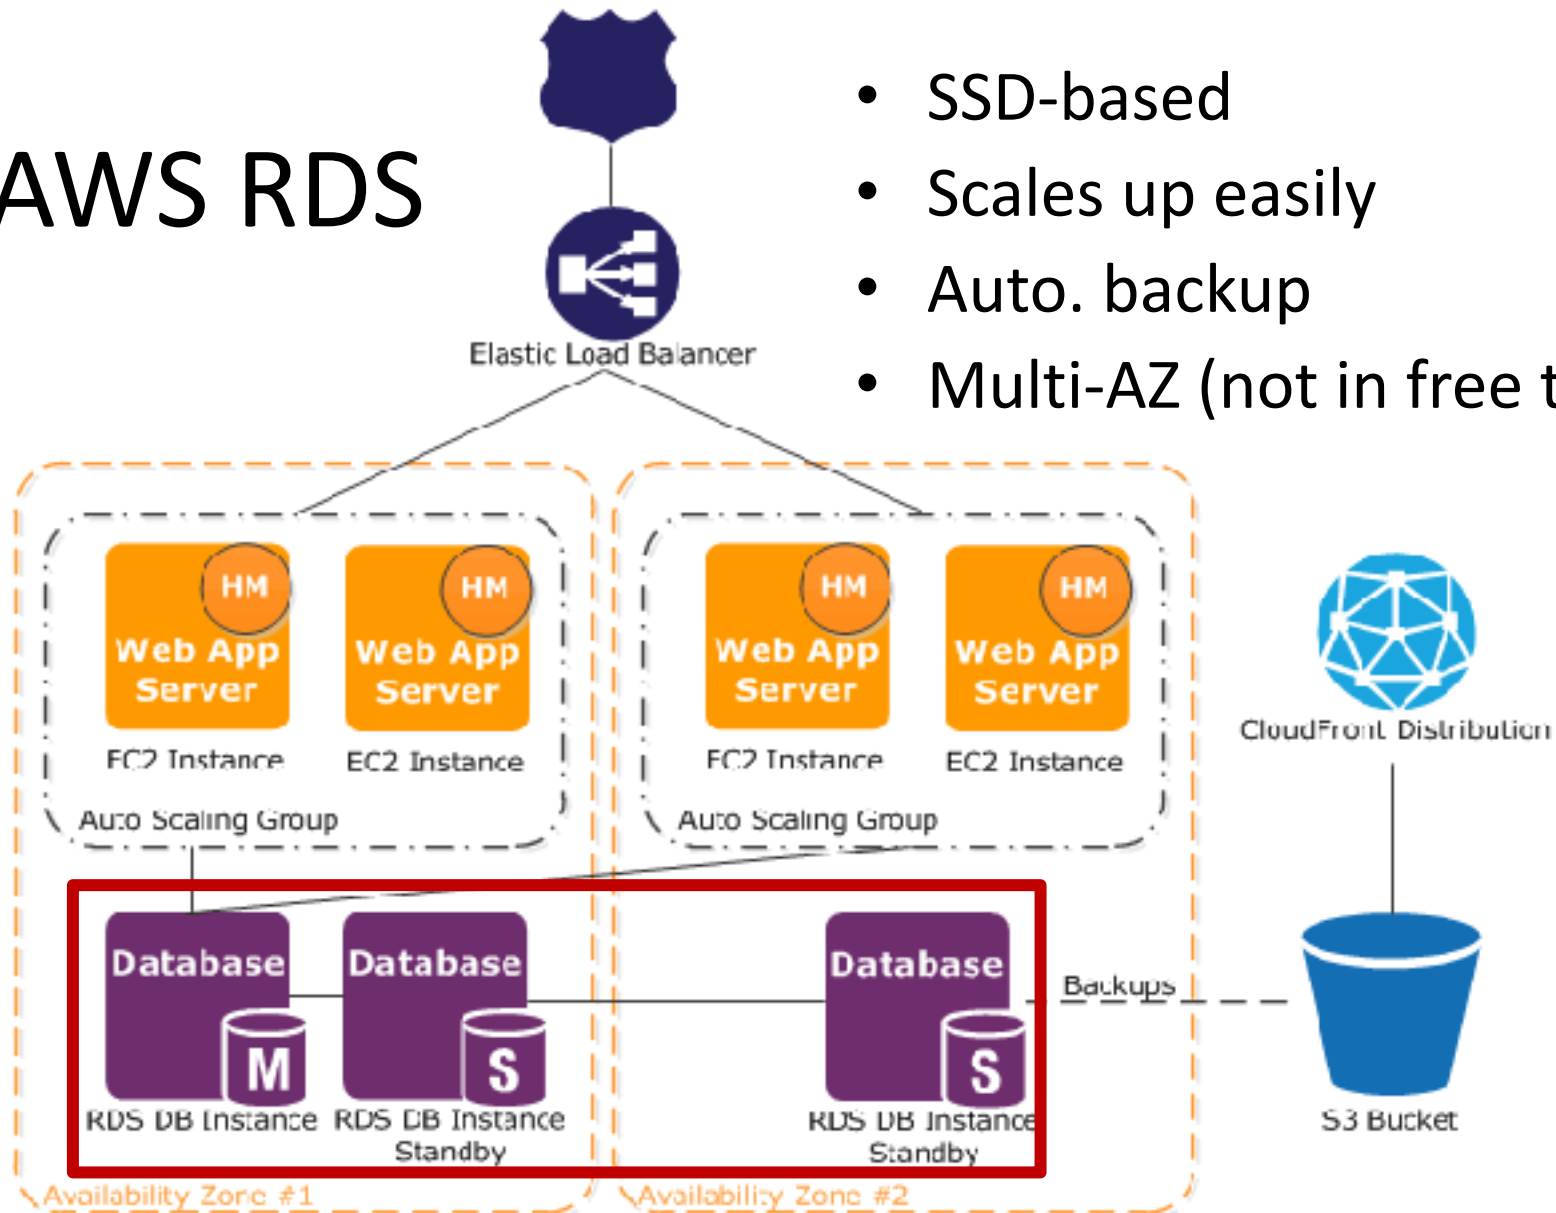 AWS RDS
• SSD-based
• Scales up easily
• Auto. backup
• Multi-AZ (not in free t
Elastic Load Balancer
HM
Web App
Server
EC2 Instance
HM
Web App
Server
EC2 Instance
Auto Scaling Group
HM
Web App
Server
EC2 Instance
HM
Web App
Server
EC2 Instance
Auto Scaling Group
CloudFront Distribution
Database
M
RDS DB Instance
Database
S
RDS DB Instance
Standby
Database
S
RDS DB Instance
Standby
Backups
S3 Bucket
Availability Zone #1
Availability Zone #2